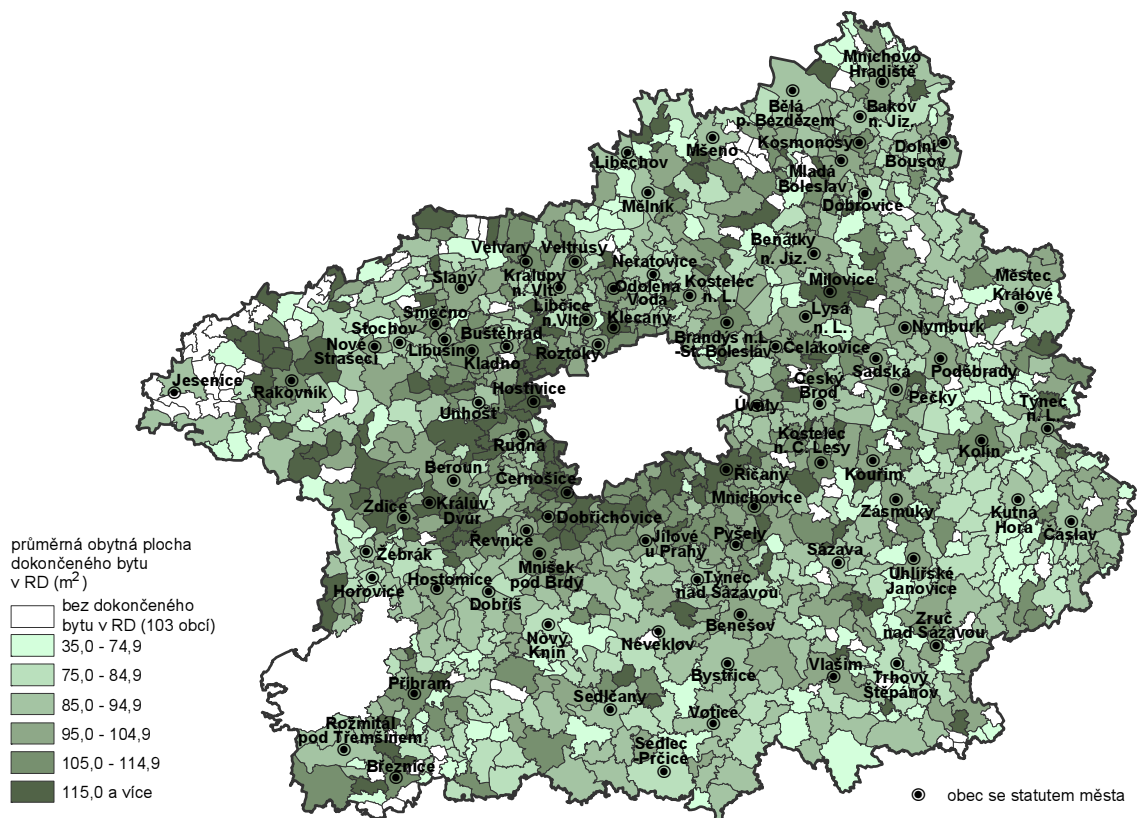 Mnichovo
Hradiště
Bělá
p. Bezdězem
Bakov
n. Jiz.
Kosmonosy
Dolní
Bousov
Mšeno
Liběchov
Mladá
Boleslav
Mělník
Dobrovice
Velvary
Veltrusy
Benátky
n. Jiz.
Neratovice
Slaný
Kralupy
n. Vlt.
Odolena
Voda
Kostelec
n. L.
Milovice
Městec
Králové
Smečno
Libčice
n.Vlt.
Klecany
Lysá
n. L.
Nymburk
Stochov
Buštěhrad
Brandýs n.L.
-St. Boleslav
Nové
Strašecí
Libušín
Roztoky
Čelákovice
Kladno
Sadská
Poděbrady
Jesenice
Rakovník
Hostivice
Český
Brod
Pečky
Unhošť
Úvaly
Týnec
n. L.
Rudná
Kostelec
n. Č. Lesy
Kolín
Beroun
Říčany
Kouřim
Černošice
Mnichovice
Zdice
Králův
Dvůr
Dobřichovice
Zásmuky
Kutná
Hora
Čáslav
Řevnice
Jílové
u Prahy
Pyšely
Žebrák
Mníšek
pod Brdy
Sázava
Uhlířské
Janovice
Hořovice
Hostomice
Týnec
nad Sázavou
Dobříš
Benešov
Zruč
nad Sázavou
Nový
Knín
Neveklov
Bystřice
Vlašim
Trhový
Štěpánov
Příbram
Sedlčany
Votice
Rožmitál
pod Třemšínem
Sedlec
-Prčice
Březnice
průměrná obytná plocha
dokončeného bytu
v RD (m²)
bez dokončeného
bytu v RD (103 obcí)
35,0 - 74,9
75,0 - 84,9
85,0 - 94,9
95,0 - 104,9
105,0 - 114,9
115,0 a více
obec se statutem města